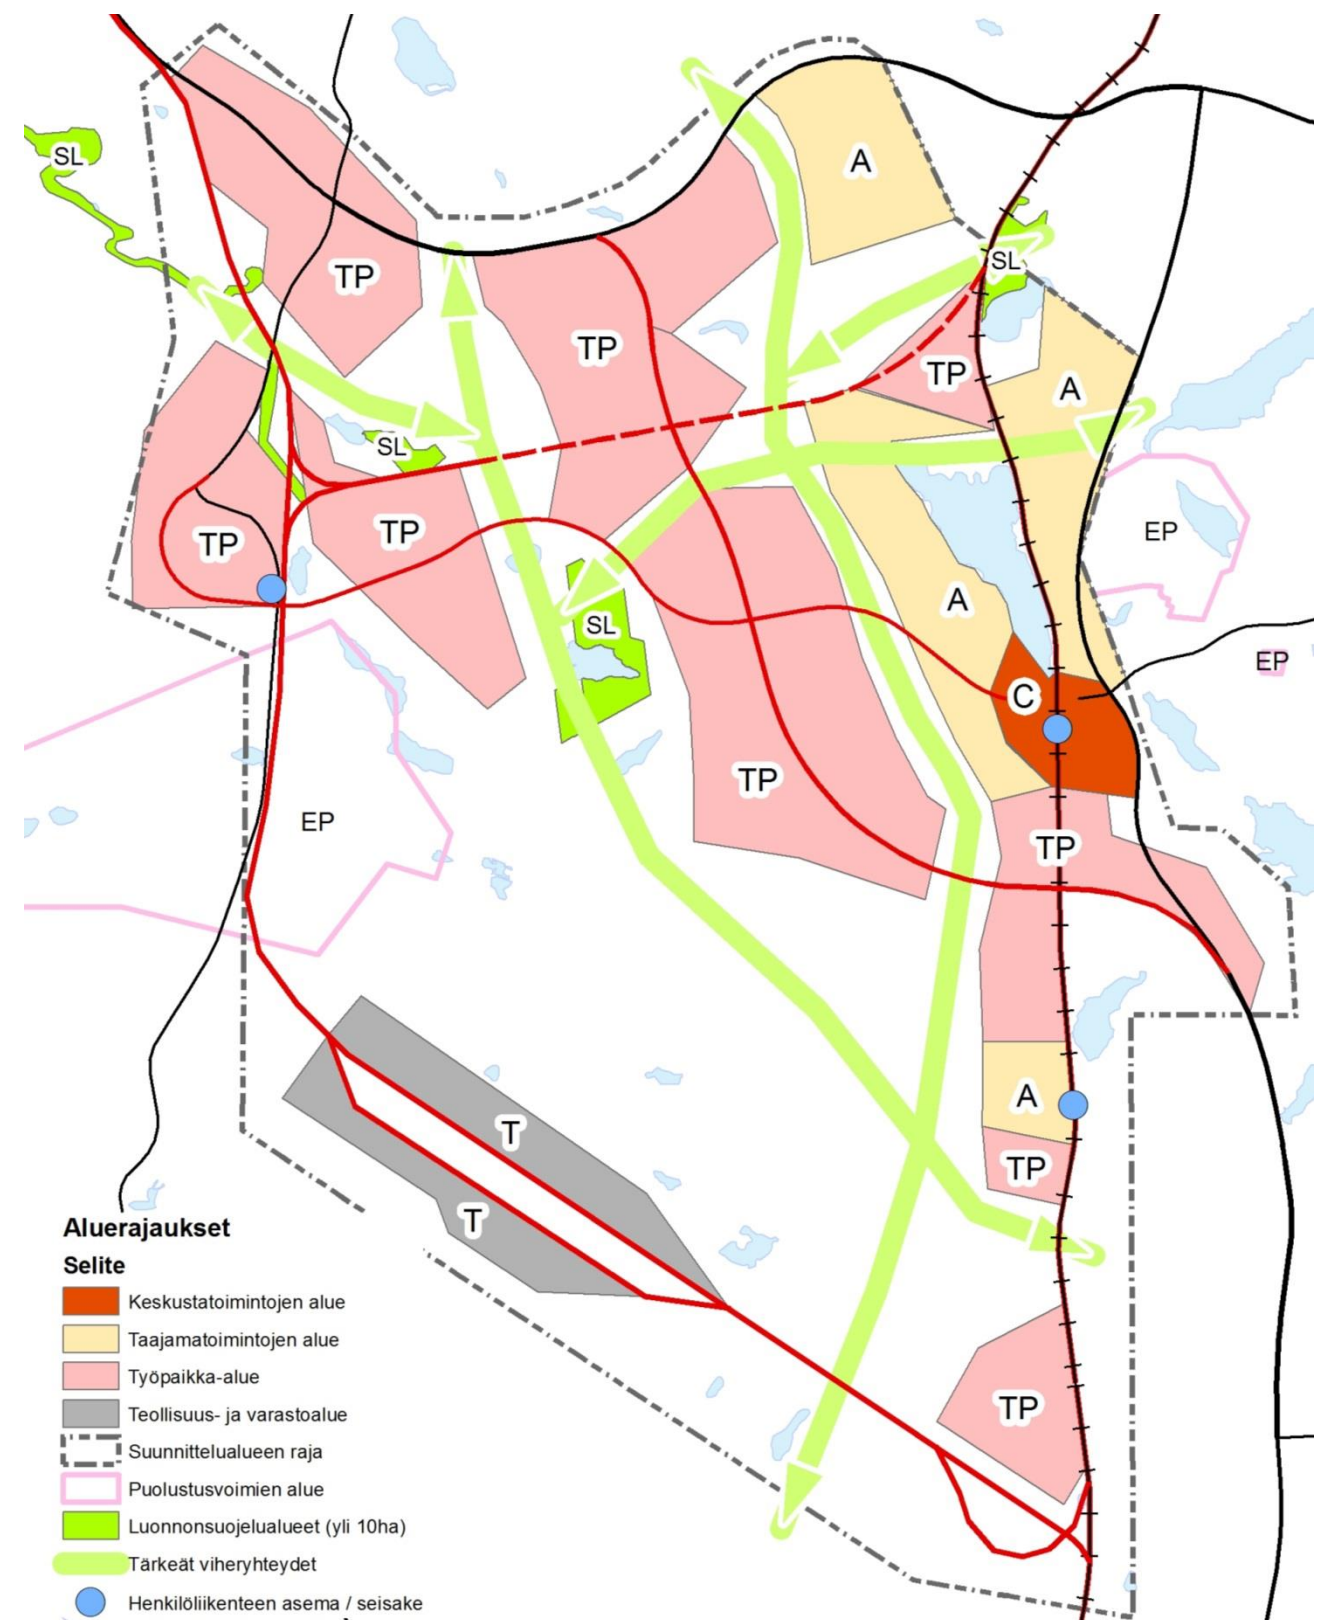 SL
A
SL
TP
TP
TP
A
SL
TP
TP
EP
A
SL
EP
C
TP
EP
TP
A
T
TP
T
TP
Aluerajaukset
Selite
Keskustatoimintojen alue
Taajamatoimintojen alue
Työpaikka-alue
Teollisuus- ja varastoalue
Suunnittelualueen raja
Puolustusvoimien alue
Luonnonsuojelualueet (yli 10ha)
Tärkeät viheryhteydet
Henkilöliikenteen asema / seisake